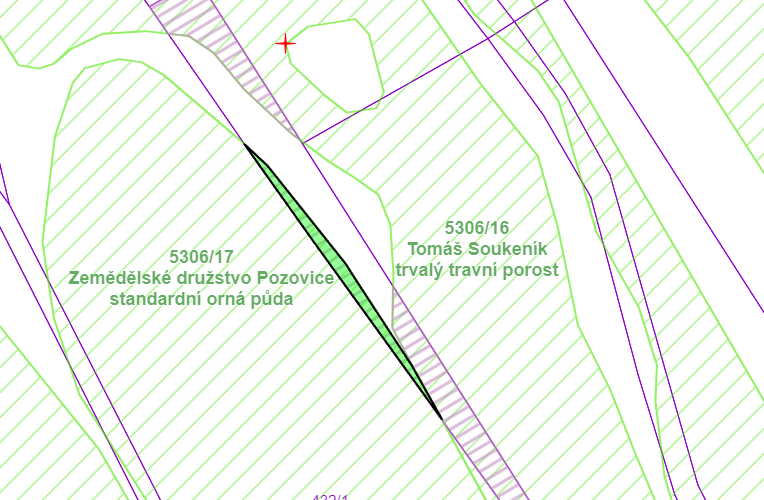 5306/16
Tomáš Soukeník
trvalý travní porost
5306/17
Zemědělské družstvo Pozovice
standardní orná půda